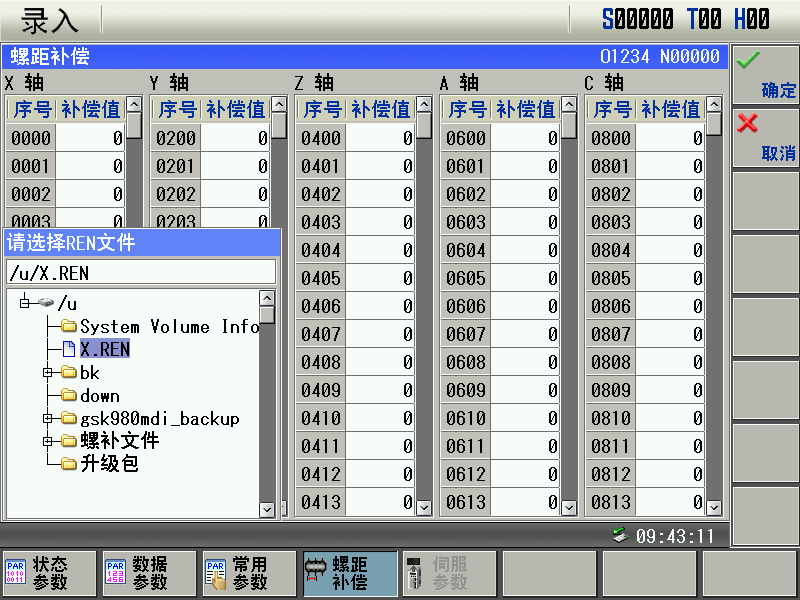 录入 S00000 T00 H00
螺距补偿 O1234 N00000
X 轴 Y 轴 Z 轴 A 轴 C 轴
序号 补偿值 序号 补偿值 序号 补偿值 序号 补偿值 序号 补偿值
0000 0 0200 0 0400 0 0600 0 0800 0
0001 0 0201 0 0401 0 0601 0 0801 0
0002 0 0202 0 0402 0 0602 0 0802 0
0003 0 0203 0 0403 0 0603 0 0803 0
0404 0 0604 0 0804 0
0405 0 0605 0 0805 0
0406 0 0606 0 0806 0
0407 0 0607 0 0807 0
0408 0 0608 0 0808 0
0409 0 0609 0 0809 0
0410 0 0610 0 0810 0
0411 0 0611 0 0811 0
0412 0 0612 0 0812 0
0413 0 0613 0 0813 0
请选择REN文件
/u/X.REN
/u
System Volume Info
X.REN
bk
down
gsk980mdi_backup
螺补文件
升级包
确定
取消
09:43:11
PAR 1010 0011 状态参数
PAR 123 456 数据参数
PAR 常用参数
螺距补偿
伺服参数